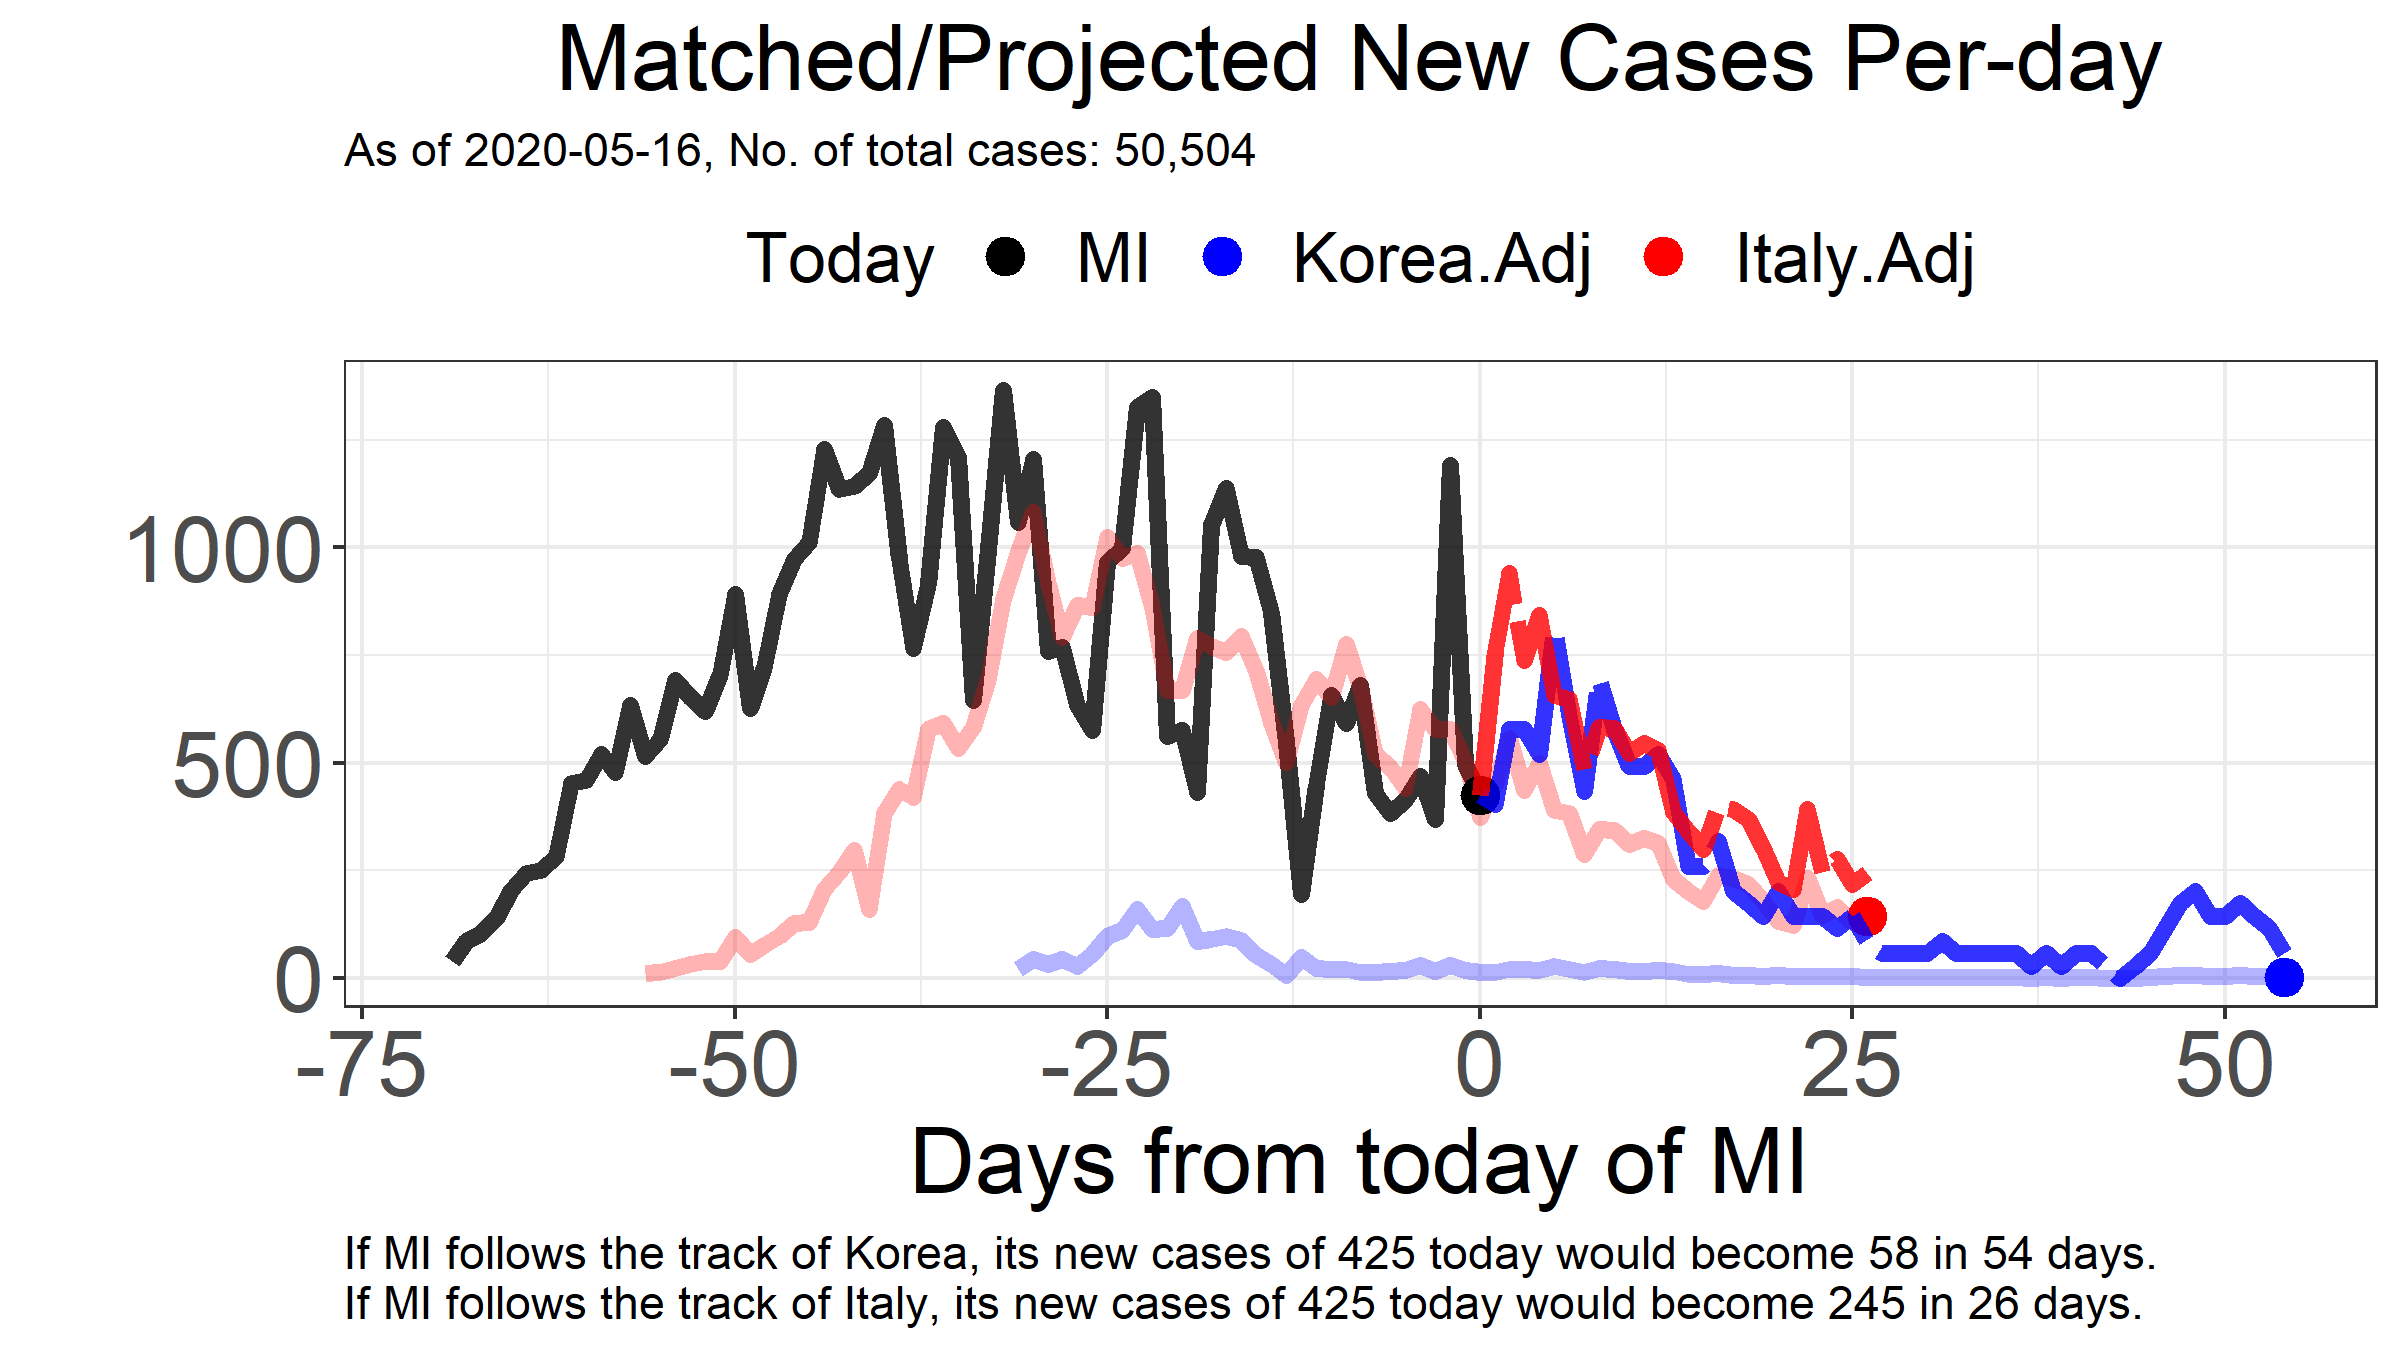 Matched/Projected New Cases Per-day
As of 2020-05-16, No. of total cases: 50,504
Today MI Korea.Adj Italy.Adj
1000
500
0
-75 -50 -25 0 25 50
Days from today of MI
If MI follows the track of Korea, its new cases of 425 today would become 58 in 54 days.
If MI follows the track of Italy, its new cases of 425 today would become 245 in 26 days.